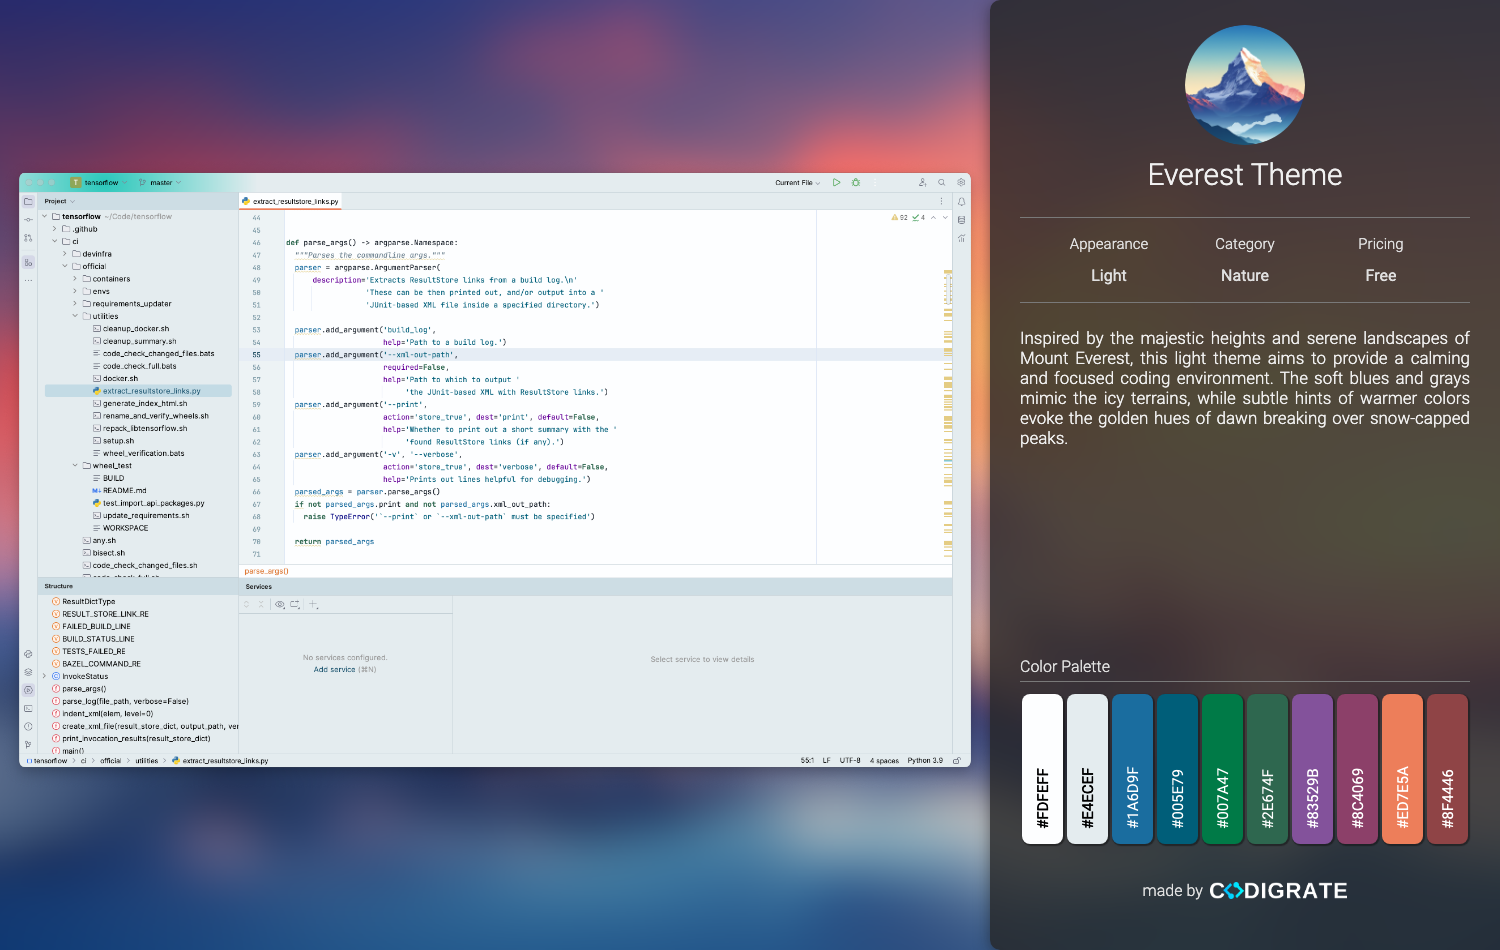 tensorflow
master
Current File
Project
extract_resultstore_links.py
92
4
tensorflow ~/Code/tensorflow
.github
ci
devinfra
official
containers
envs
requirements_updater
utilities
cleanup_docker.sh
cleanup_summary.sh
code_check_changed_files.bats
code_check_full.bats
docker.sh
extract_resultstore_links.py
generate_index_html.sh
rename_and_verify_wheels.sh
repack_libtensorflow.sh
setup.sh
wheel_verification.bats
wheel_test
BUILD
README.md
test_import_api_packages.py
update_requirements.sh
WORKSPACE
any.sh
bisect.sh
code_check_changed_files.sh
44
45
46 def parse_args() -> argparse.Namespace:
47 """Parses the commandline args."""
48 parser = argparse.ArgumentParser(
49 description='Extracts ResultStore links from a build log.\n'
50 'These can be then printed out, and/or output into a '
51 'JUnit-based XML file inside a specified directory.')
52
53 parser.add_argument('build_log',
54 help='Path to a build log.')
55 parser.add_argument('--xml-out-path',
56 required=False,
57 help='Path to which to output '
58 'the JUnit-based XML with ResultStore links.')
59 parser.add_argument('--print',
60 action='store_true', dest='print', default=False,
61 help='Whether to print out a short summary with the '
62 'found ResultStore links (if any).')
63 parser.add_argument('-v', '--verbose',
64 action='store_true', dest='verbose', default=False,
65 help='Prints out lines helpful for debugging.')
66 parsed_args = parser.parse_args()
67 if not parsed_args.print and not parsed_args.xml_out_path:
68 raise TypeError('`--print` or `--xml-out-path` must be specified')
69
70 return parsed_args
71
parse_args()
Structure
ResultDictType
RESULT_STORE_LINK_RE
FAILED_BUILD_LINE
BUILD_STATUS_LINE
TESTS_FAILED_RE
BAZEL_COMMAND_RE
InvokeStatus
parse_args()
parse_log(file_path, verbose=False)
indent_xml(elem, level=0)
create_xml_file(result_store_dict, output_path, ver
print_invocation_results(result_store_dict)
main()
Services
No services configured.
Add service (⌘N)
Select service to view details
tensorflow > ci > official > utilities > extract_resultstore_links.py
55:1 LF UTF-8 4 spaces Python 3.9
Everest Theme
Appearance Category Pricing
Light Nature Free
Inspired by the majestic heights and serene landscapes of
Mount Everest, this light theme aims to provide a calming
and focused coding environment. The soft blues and grays
mimic the icy terrains, while subtle hints of warmer colors
evoke the golden hues of dawn breaking over snow-capped
peaks.
Color Palette
#FDFEFF
#E4ECEF
#1A6D9F
#005E79
#007A47
#2E674F
#83529B
#8C4069
#ED7E5A
#8F4446
made by CODIGRATE